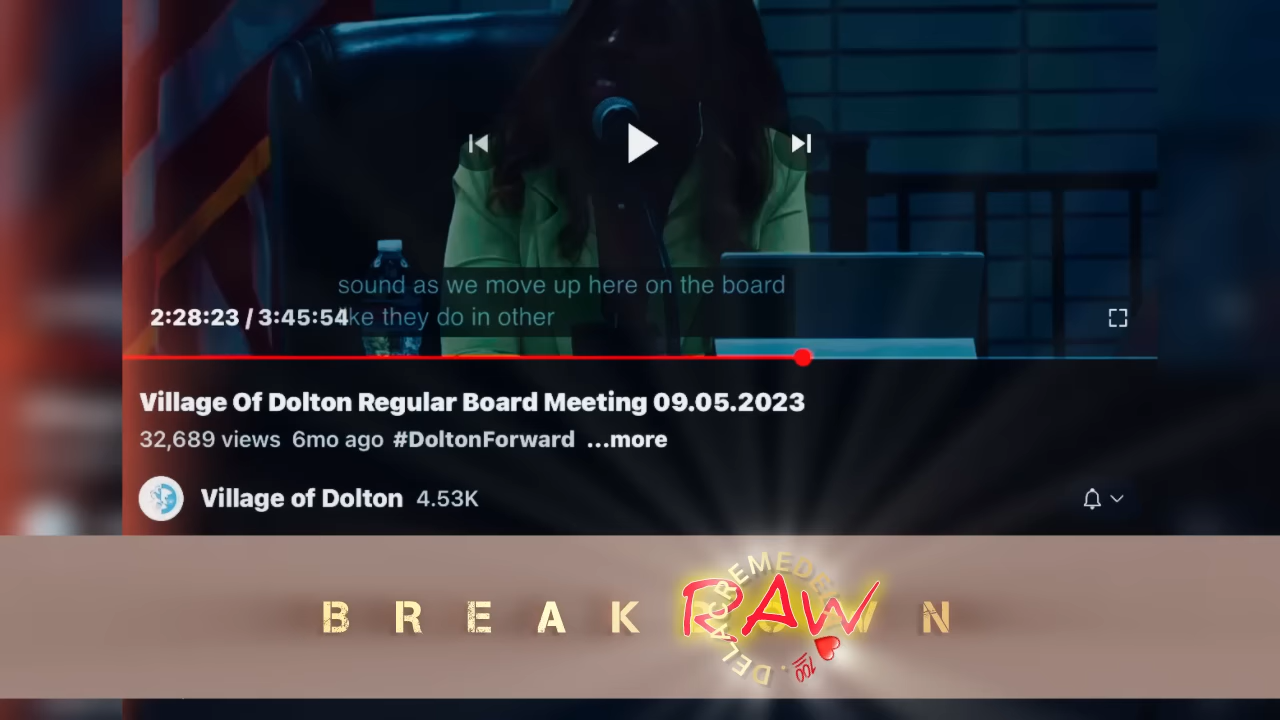 sound as we move up here on the board
2:28:23 / 3:45:54
ke they do in other
Village Of Dolton Regular Board Meeting 09.05.2023
32,689 views 6mo ago #DoltonForward ...more
Village of Dolton 4.53K
BREAK
N
RAW
100